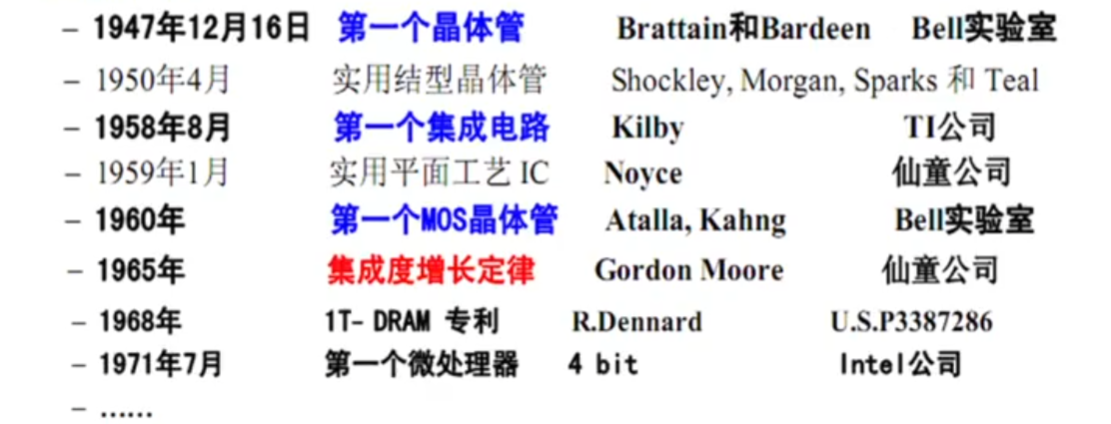 – 1947年12月16日 第一个晶体管 Brattain和Bardeen Bell实验室
– 1950年4月 实用结型晶体管 Shockley, Morgan, Sparks 和 Teal
– 1958年8月 第一个集成电路 Kilby TI公司
– 1959年1月 实用平面工艺 IC Noyce 仙童公司
– 1960年 第一个MOS晶体管 Atalla, Kahng Bell实验室
– 1965年 集成度增长定律 Gordon Moore 仙童公司
– 1968年 1T- DRAM 专利 R.Dennard U.S.P3387286
– 1971年7月 第一个微处理器 4 bit Intel公司
– ……